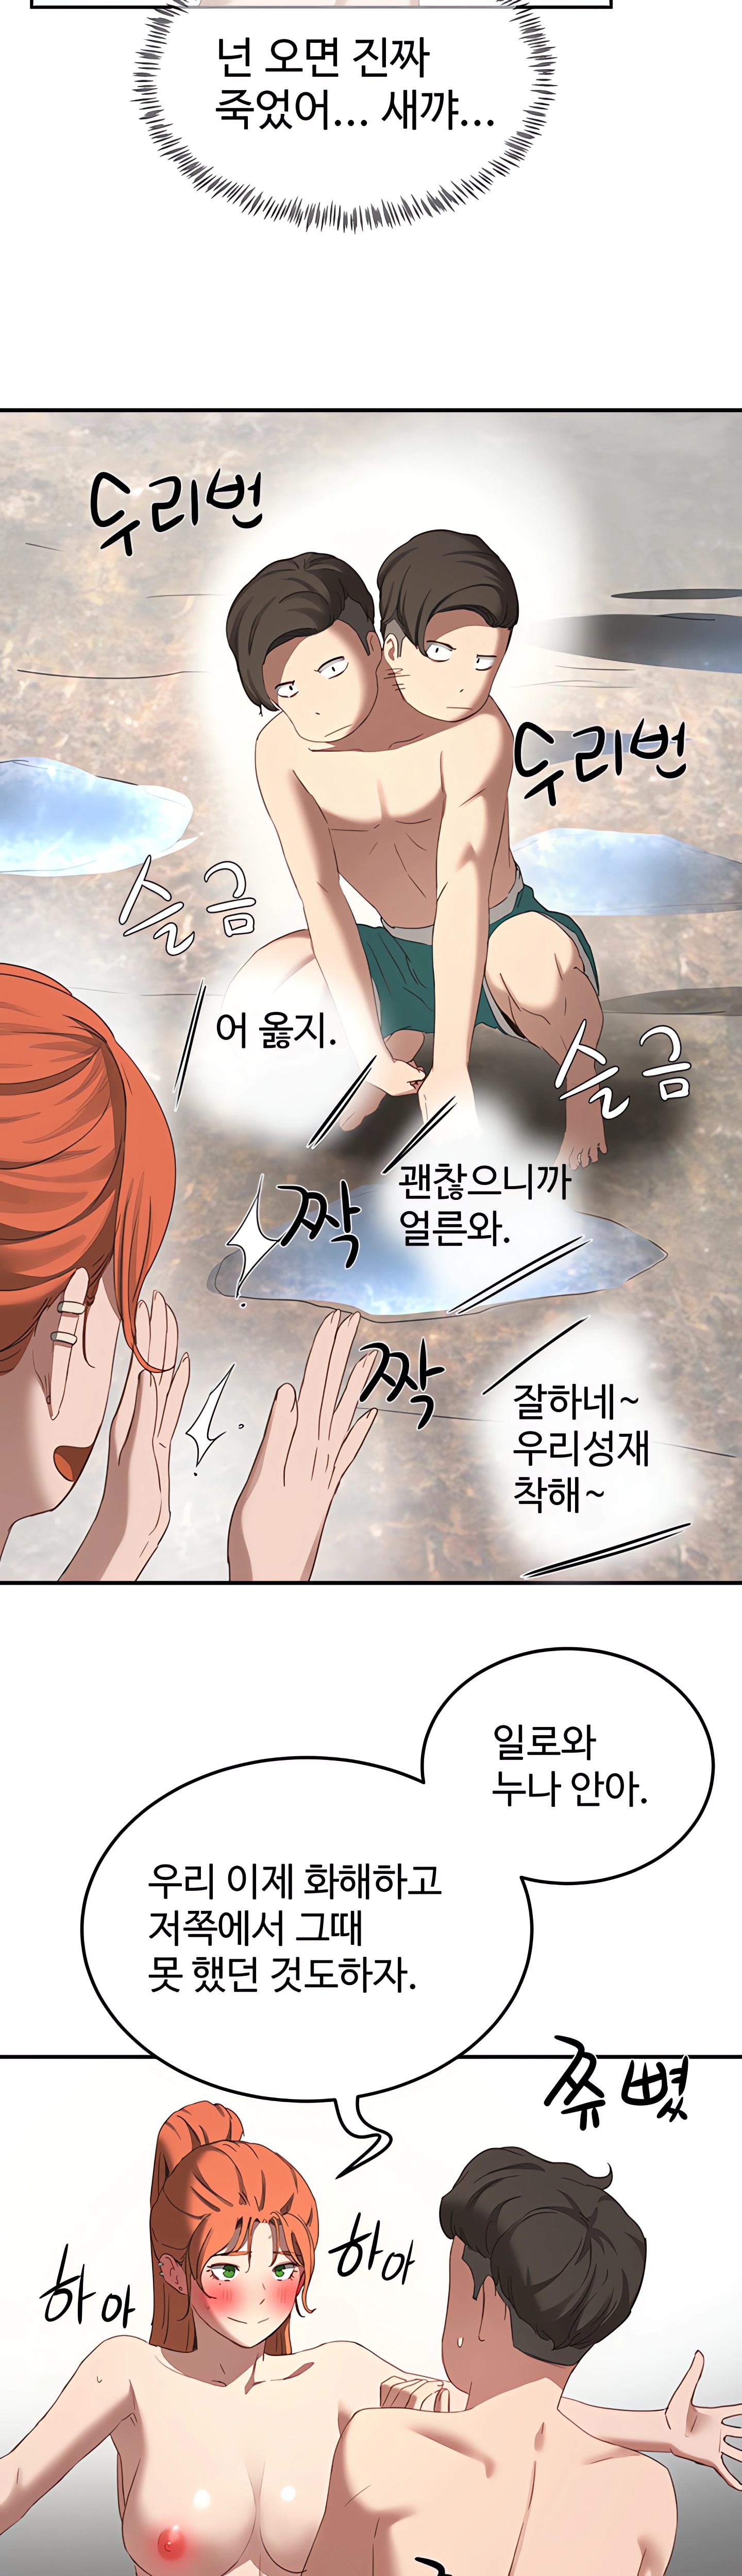 넌 오면 진짜
죽었어... 새꺄...
수리번
수리번
슬금
어 옳지.
슬금
짝
괜찮으니까
얼른와.
짝
잘하네~
우리성재
착해~
일로와
누나 안아.
우리 이제 화해하고
저쪽에서 그때
못 했던 것도하자.
쮸뼜
하아
하아